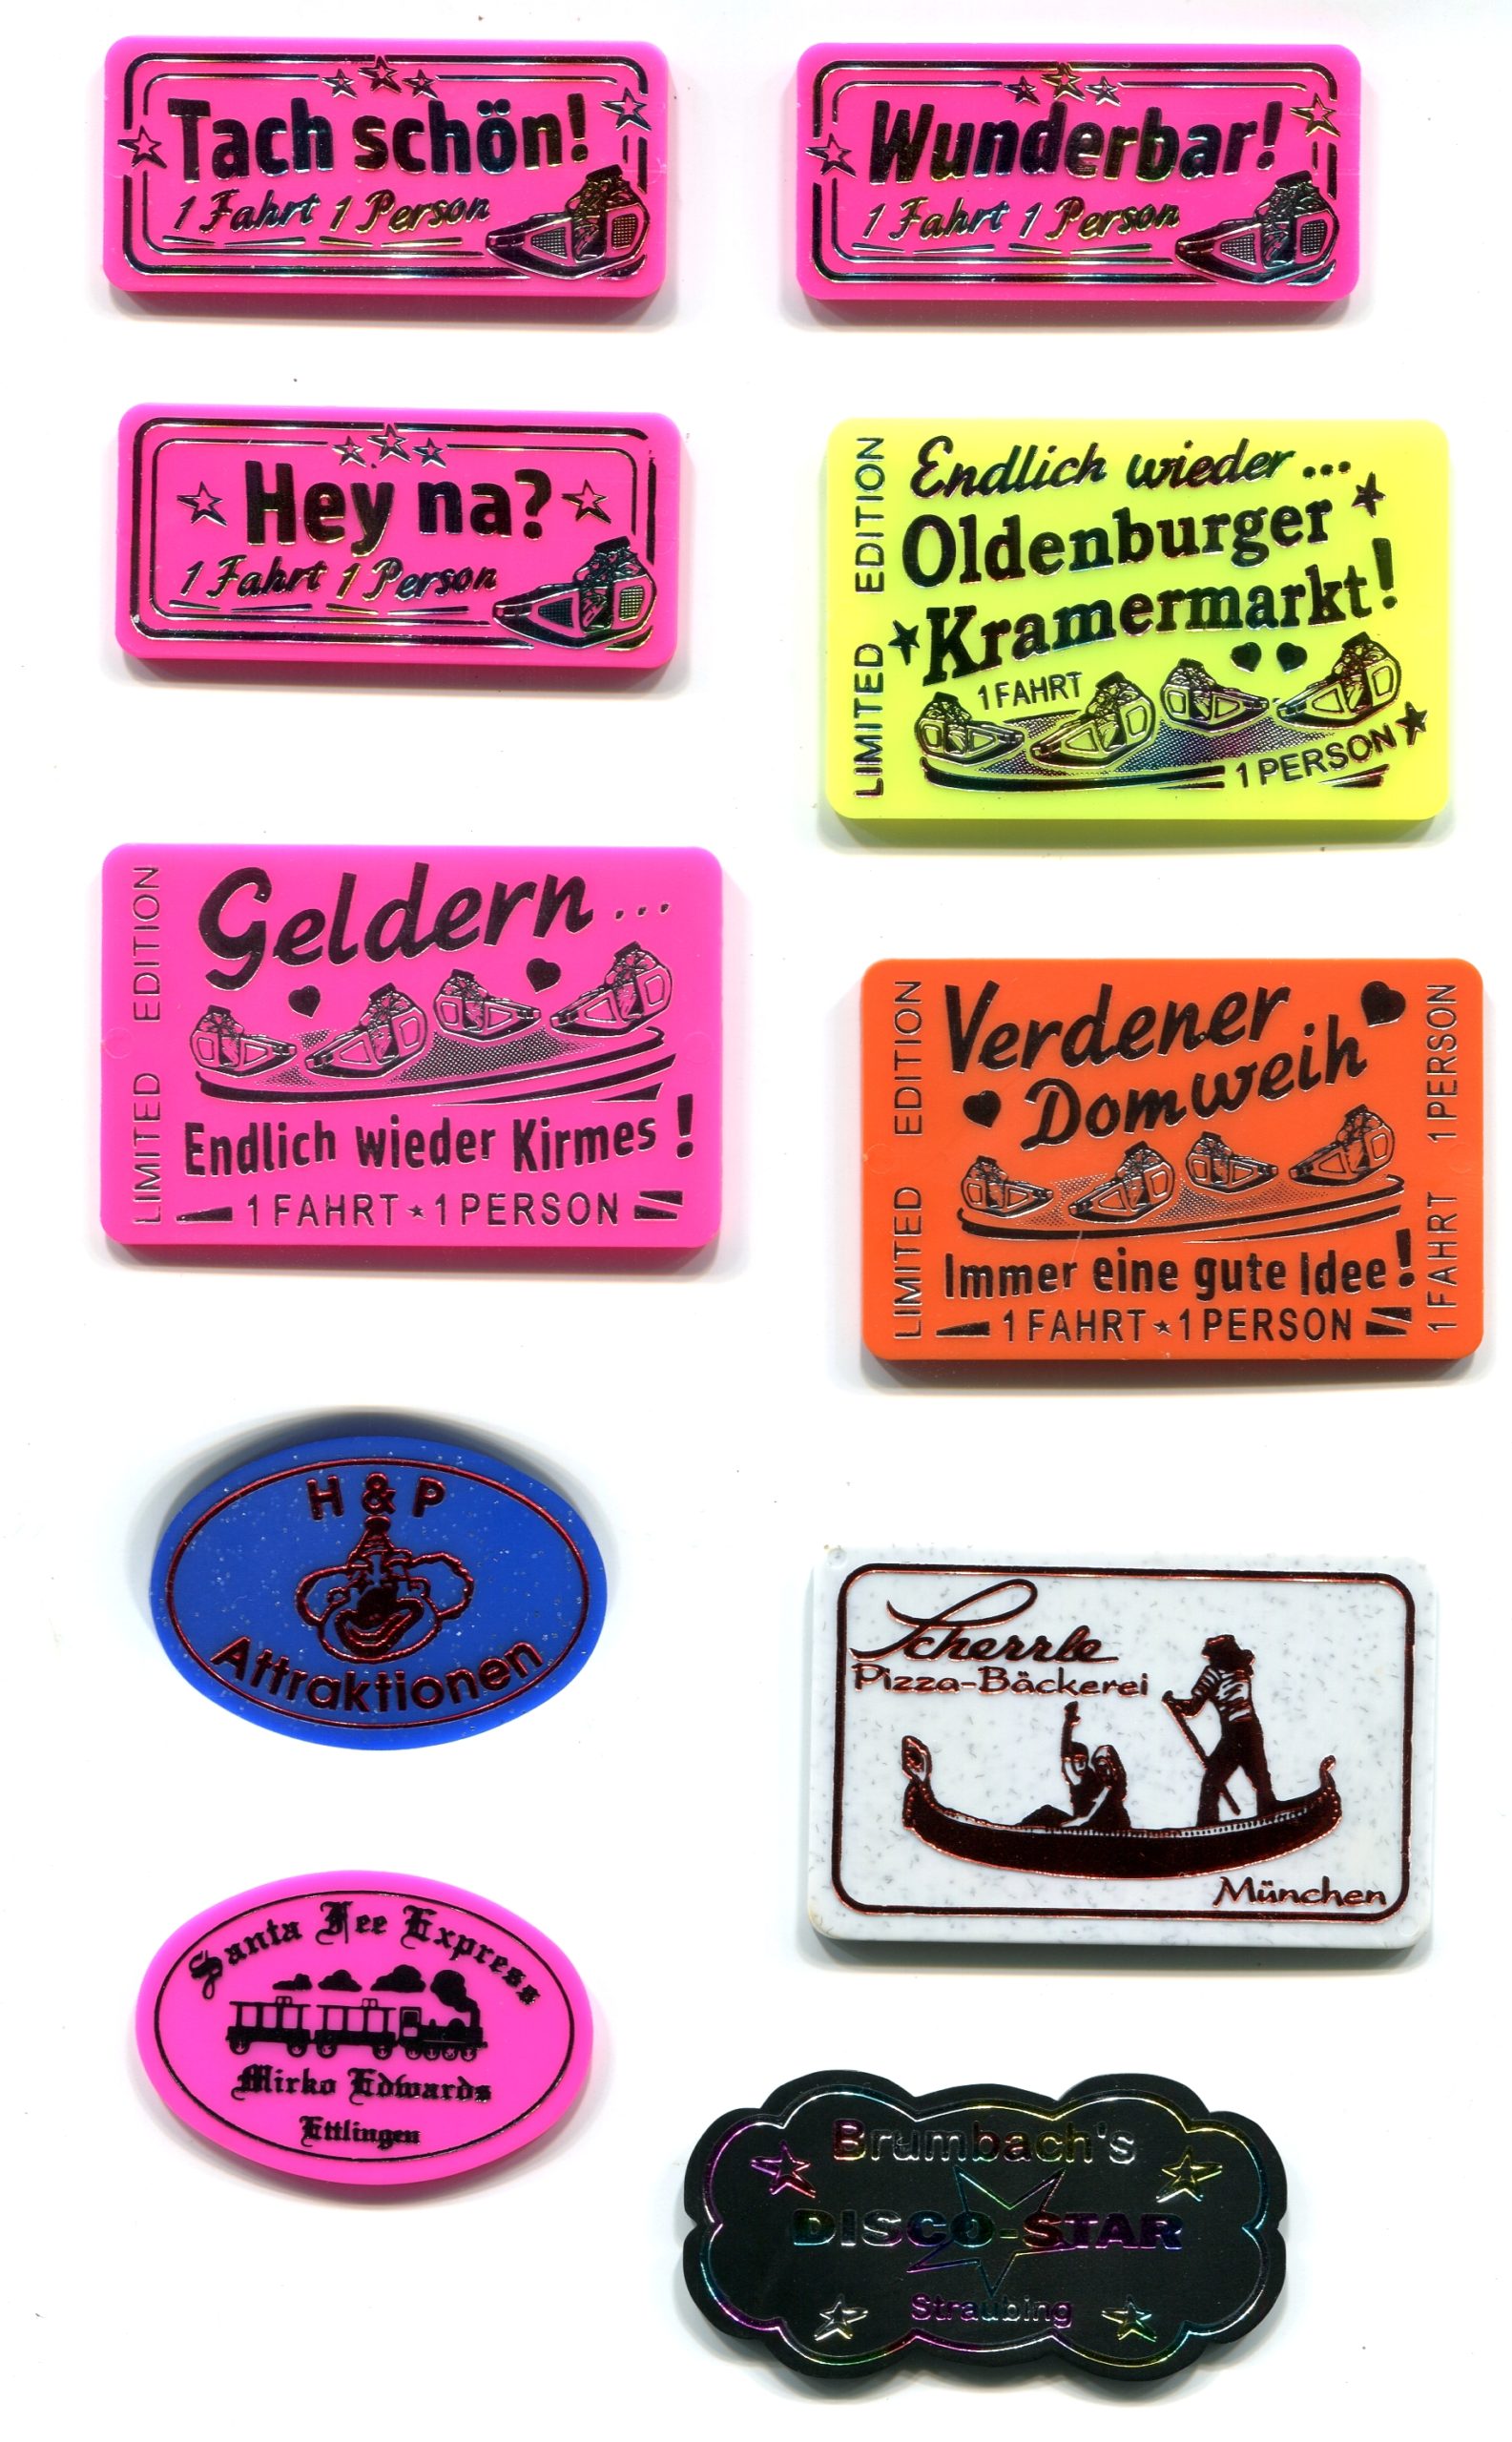 Tach schön!
1 Fahrt 1 Person
Wunderbar!
1 Fahrt 1 Person
Hey na?
1 Fahrt 1 Person
LIMITED EDITION
Endlich wieder...
Oldenburger
Kramermarkt!
1 FAHRT
1 PERSON
LIMITED EDITION
Geldern...
Endlich wieder Kirmes!
1 FAHRT ★ 1 PERSON
LIMITED EDITION
Verdener
Domweih
Immer eine gute Idee!
1 FAHRT ★ 1 PERSON
1 FAHRT 1 PERSON
H & P
Attraktionen
Scherrle
Pizza-Bäckerei
München
Santa Fee Express
Mirko Edwards
Ettlingen
Brumbach's
DISCO-STAR
Straubing